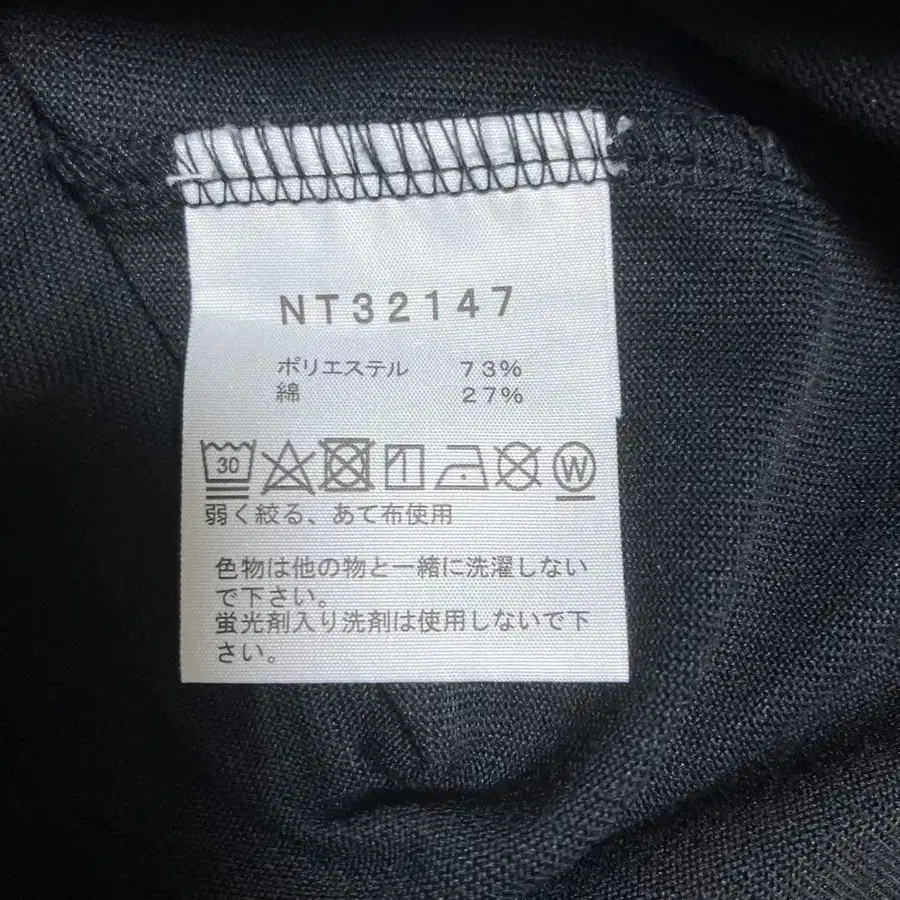 NT32147
ポリエステル 73%
綿 27%
30 W
弱く絞る、あて布使用
色物は他の物と一緒に洗濯しない
で下さい。
蛍光剤入り洗剤は使用しないで下
さい。